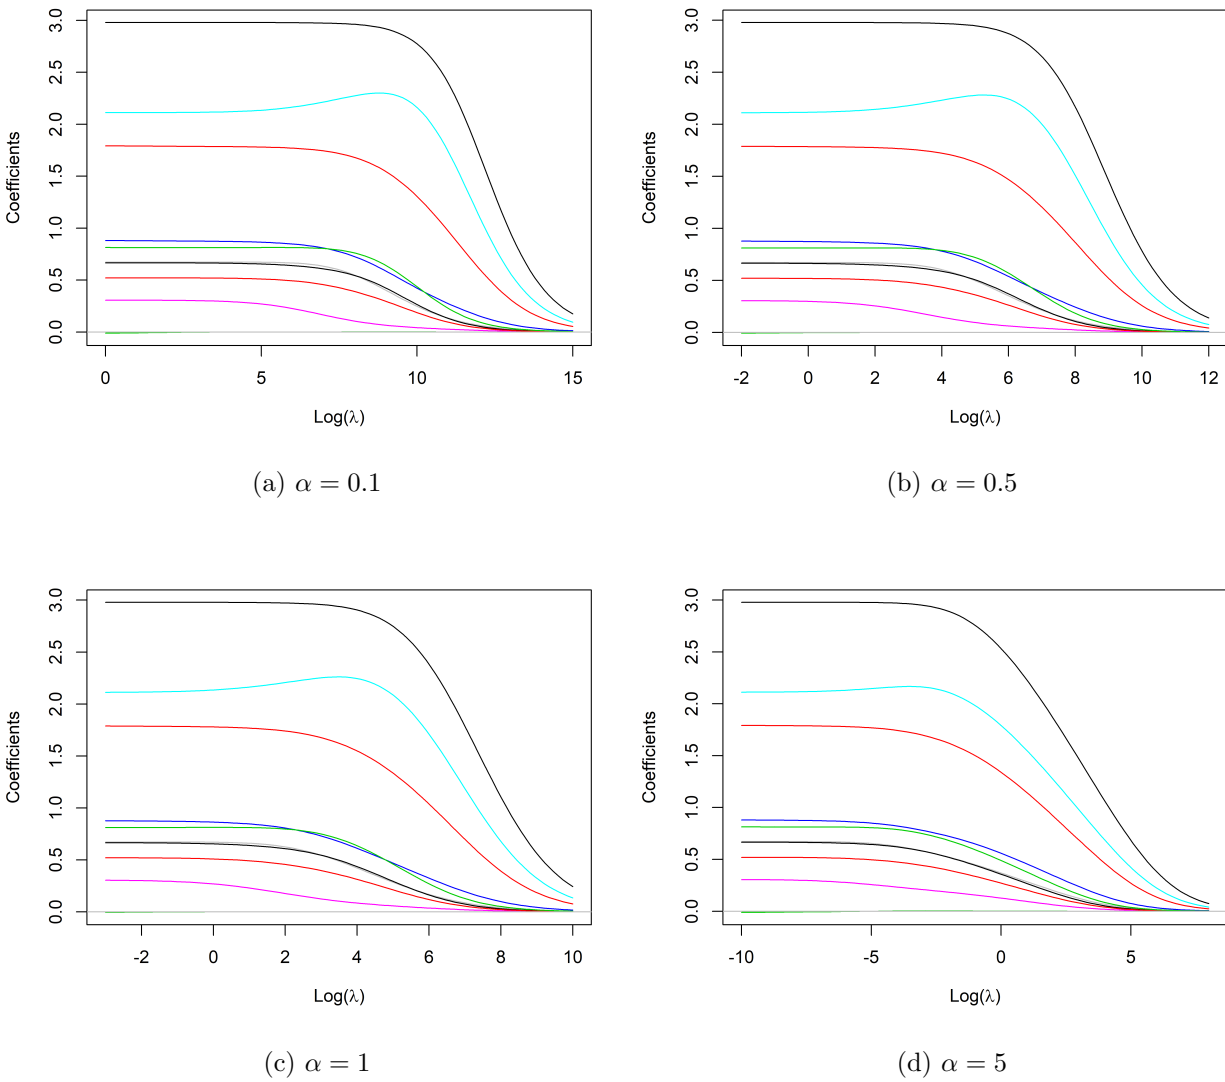 Coefficients
0.0 0.5 1.0 1.5 2.0 2.5 3.0
0 5 10 15
Log(λ)
(a) α = 0.1
Coefficients
0.0 0.5 1.0 1.5 2.0 2.5 3.0
-2 0 2 4 6 8 10 12
Log(λ)
(b) α = 0.5
Coefficients
0.0 0.5 1.0 1.5 2.0 2.5 3.0
-2 0 2 4 6 8 10
Log(λ)
(c) α = 1
Coefficients
0.0 0.5 1.0 1.5 2.0 2.5 3.0
-10 -5 0 5
Log(λ)
(d) α = 5